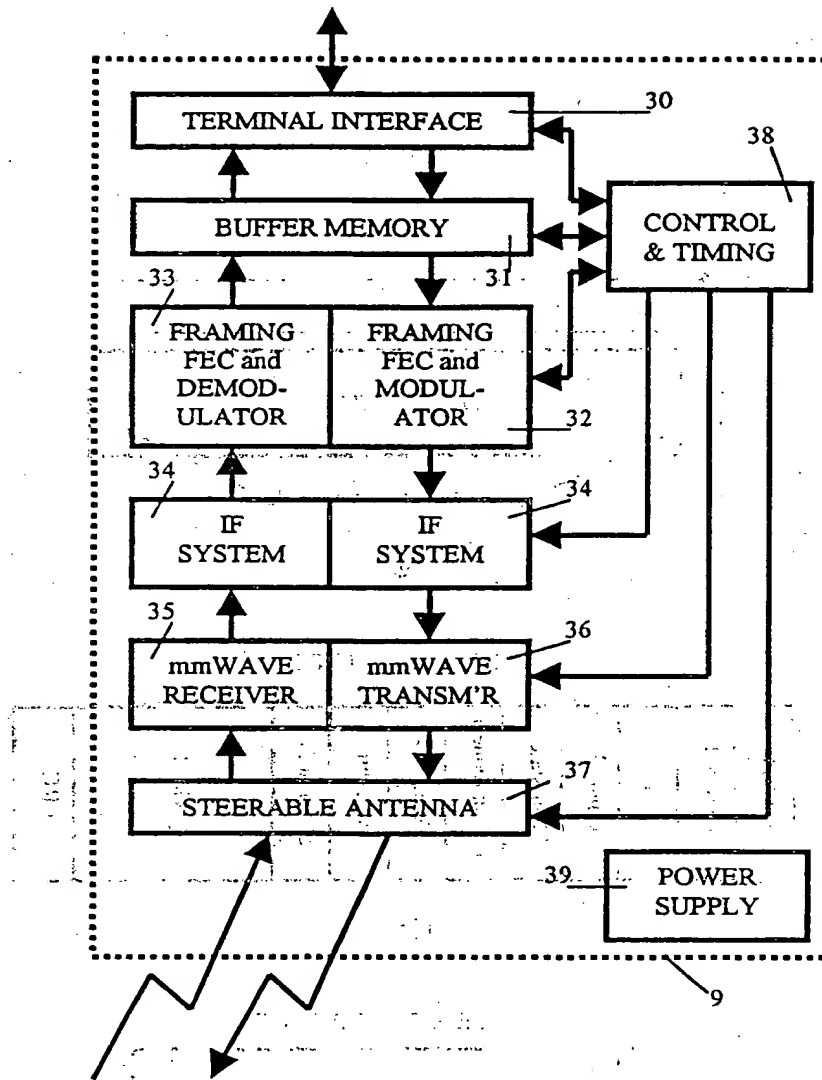 30
TERMINAL INTERFACE
38
CONTROL
& TIMING
BUFFER MEMORY
31
33
FRAMING
FEC and
DEMOD-
ULATOR
FRAMING
FEC and
MODUL-
ATOR
32
34
IF
SYSTEM
34
IF
SYSTEM
35
mmWAVE
RECEIVER
36
mmWAVE
TRANSM'R
37
STEERABLE ANTENNA
39
POWER
SUPPLY
9